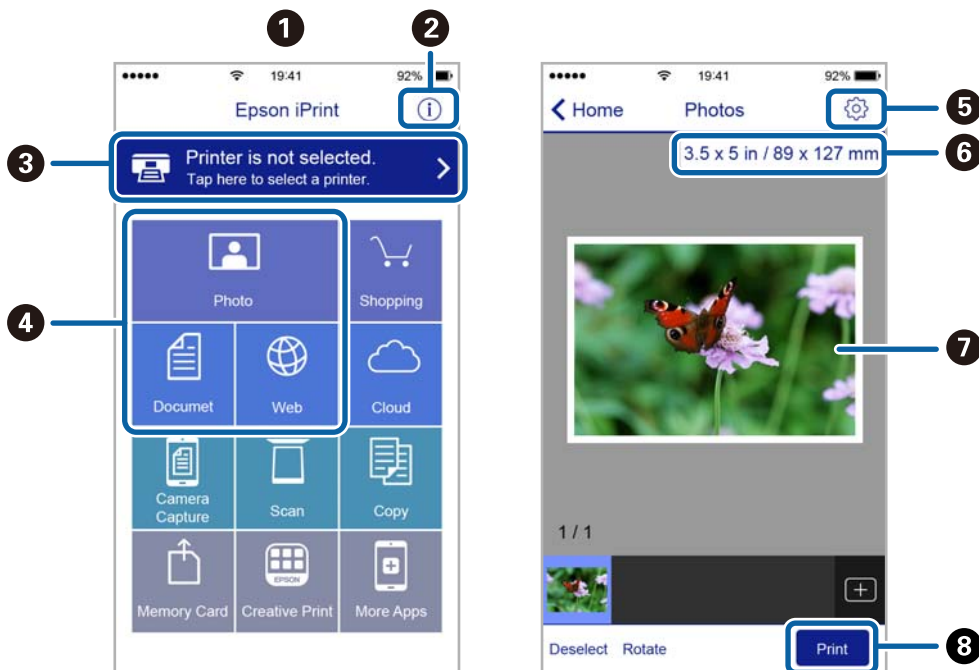 1
2
19:41
92%
Epson iPrint
i
3
Printer is not selected.
Tap here to select a printer.
4
Photo
Shopping
Documet
Web
Cloud
Camera
Capture
Scan
Copy
Memory Card
EPSON
Creative Print
More Apps
19:41
92%
Home
Photos
5
3.5 x 5 in / 89 x 127 mm
6
7
1 / 1
Deselect
Rotate
Print
8